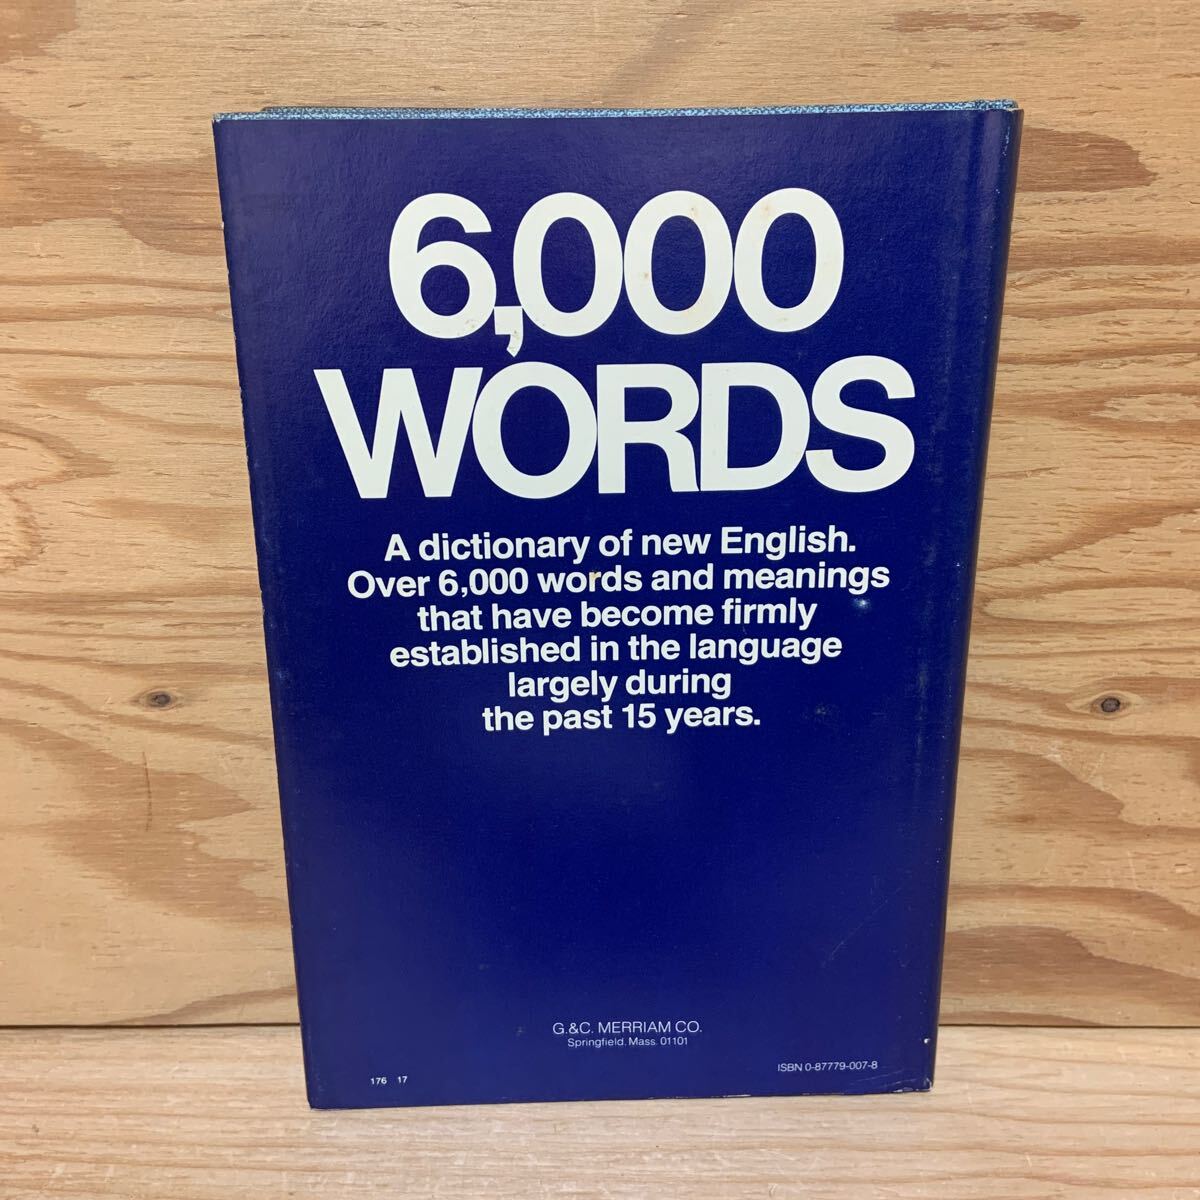 6,000
WORDS
A dictionary of new English.
Over 6,000 words and meanings
that have become firmly
established in the language
largely during
the past 15 years.
G.&C. MERRIAM CO.
Springfield, Mass. 01101
ISBN 0-87779-007-8
176 17